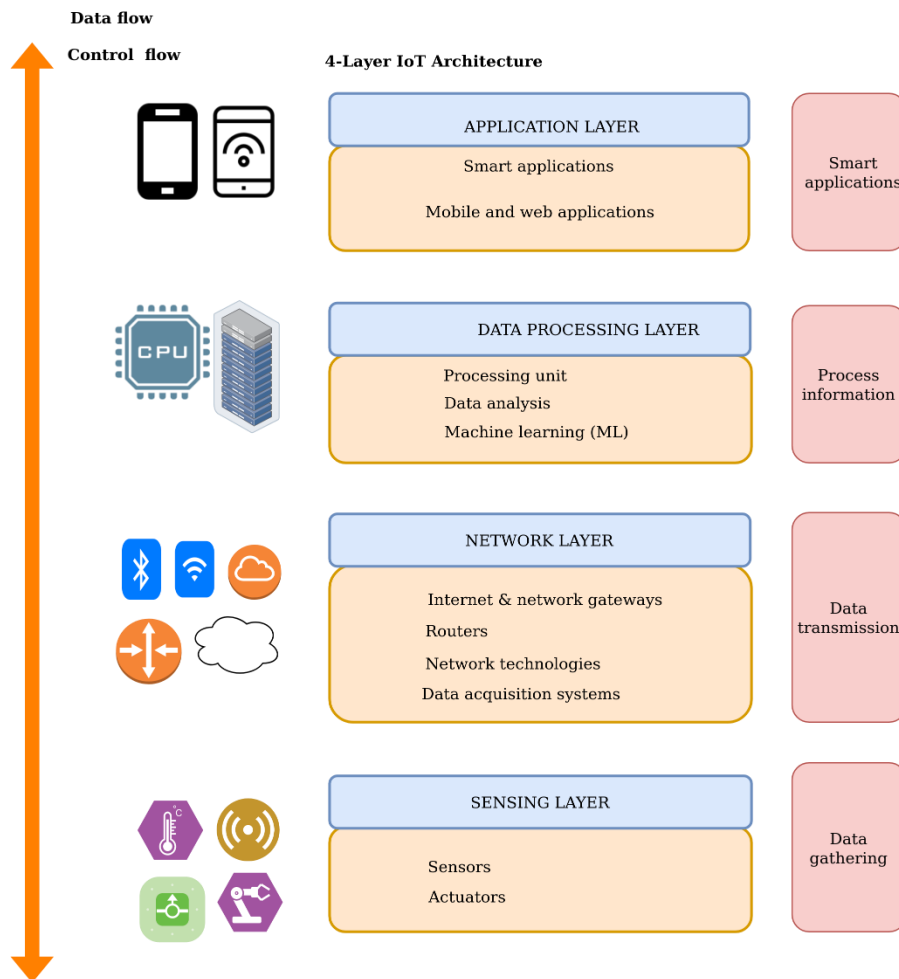 Data flow
Control flow
4-Layer IoT Architecture
APPLICATION LAYER
Smart applications
Mobile and web applications
Smart
applications
CPU
DATA PROCESSING LAYER
Processing unit
Data analysis
Machine learning (ML)
Process
information
NETWORK LAYER
Internet & network gateways
Routers
Network technologies
Data acquisition systems
Data
transmission
°C
SENSING LAYER
Sensors
Actuators
Data
gathering